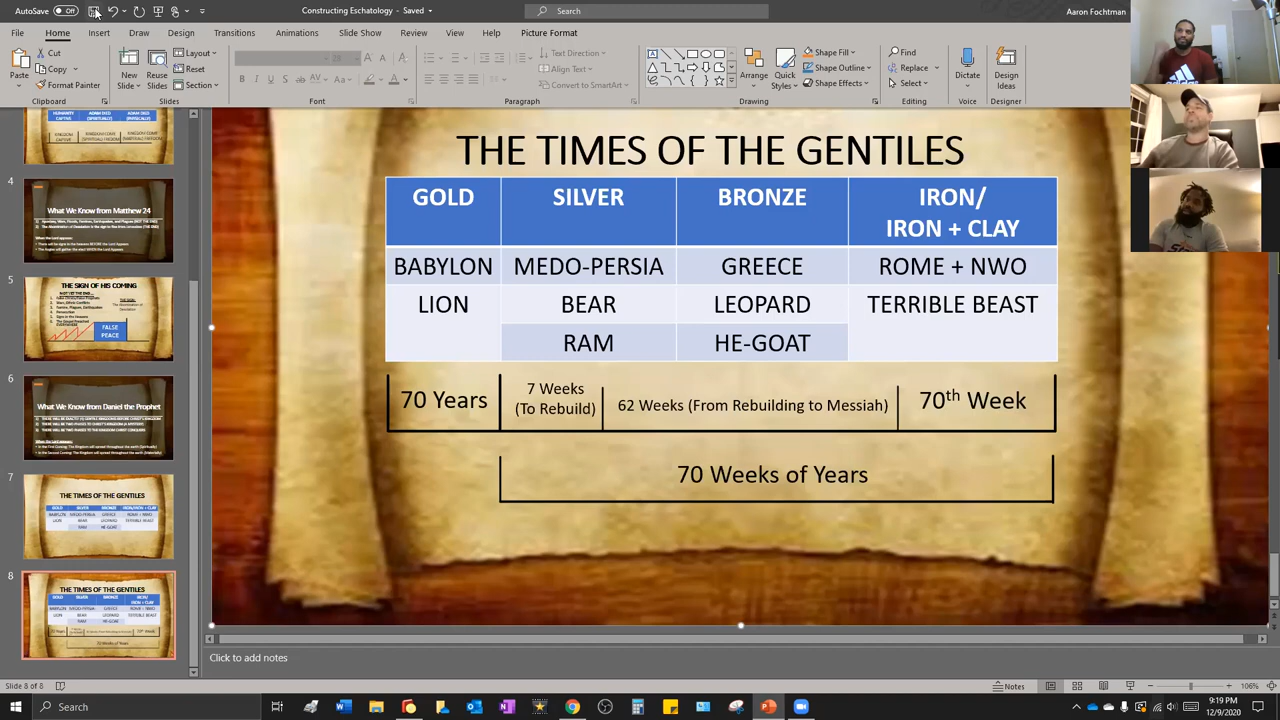 AutoSave Off
Constructing Eschatology - Saved
Search
Aaron Fochtman
File Home Insert Draw Design Transitions Animations Slide Show Review View Help Picture Format
Paste
Cut
Copy
Format Painter
Clipboard
New Slide
Reuse Slides
Layout
Reset
Section
Slides
28
Font
Text Direction
Align Text
Convert to SmartArt
Paragraph
Arrange
Quick Styles
Shape Fill
Shape Outline
Shape Effects
Drawing
Find
Replace
Select
Editing
Dictate
Voice
Design Ideas
Designer
4
What We Know from Matthew 24
5
THE SIGN OF HIS COMING
FALSE
PEACE
6
What We Know from Daniel the Prophet
7
THE TIMES OF THE GENTILES
8
THE TIMES OF THE GENTILES
THE TIMES OF THE GENTILES
GOLD SILVER BRONZE IRON/
IRON + CLAY
BABYLON MEDO-PERSIA GREECE ROME + NWO
LION BEAR LEOPARD TERRIBLE BEAST
RAM HE-GOAT
70 Years
7 Weeks
(To Rebuild)
62 Weeks (From Rebuilding to Messiah)
70th Week
70 Weeks of Years
Click to add notes
Slide 8 of 8
Notes
106%
Search
9:19 PM
12/9/2020